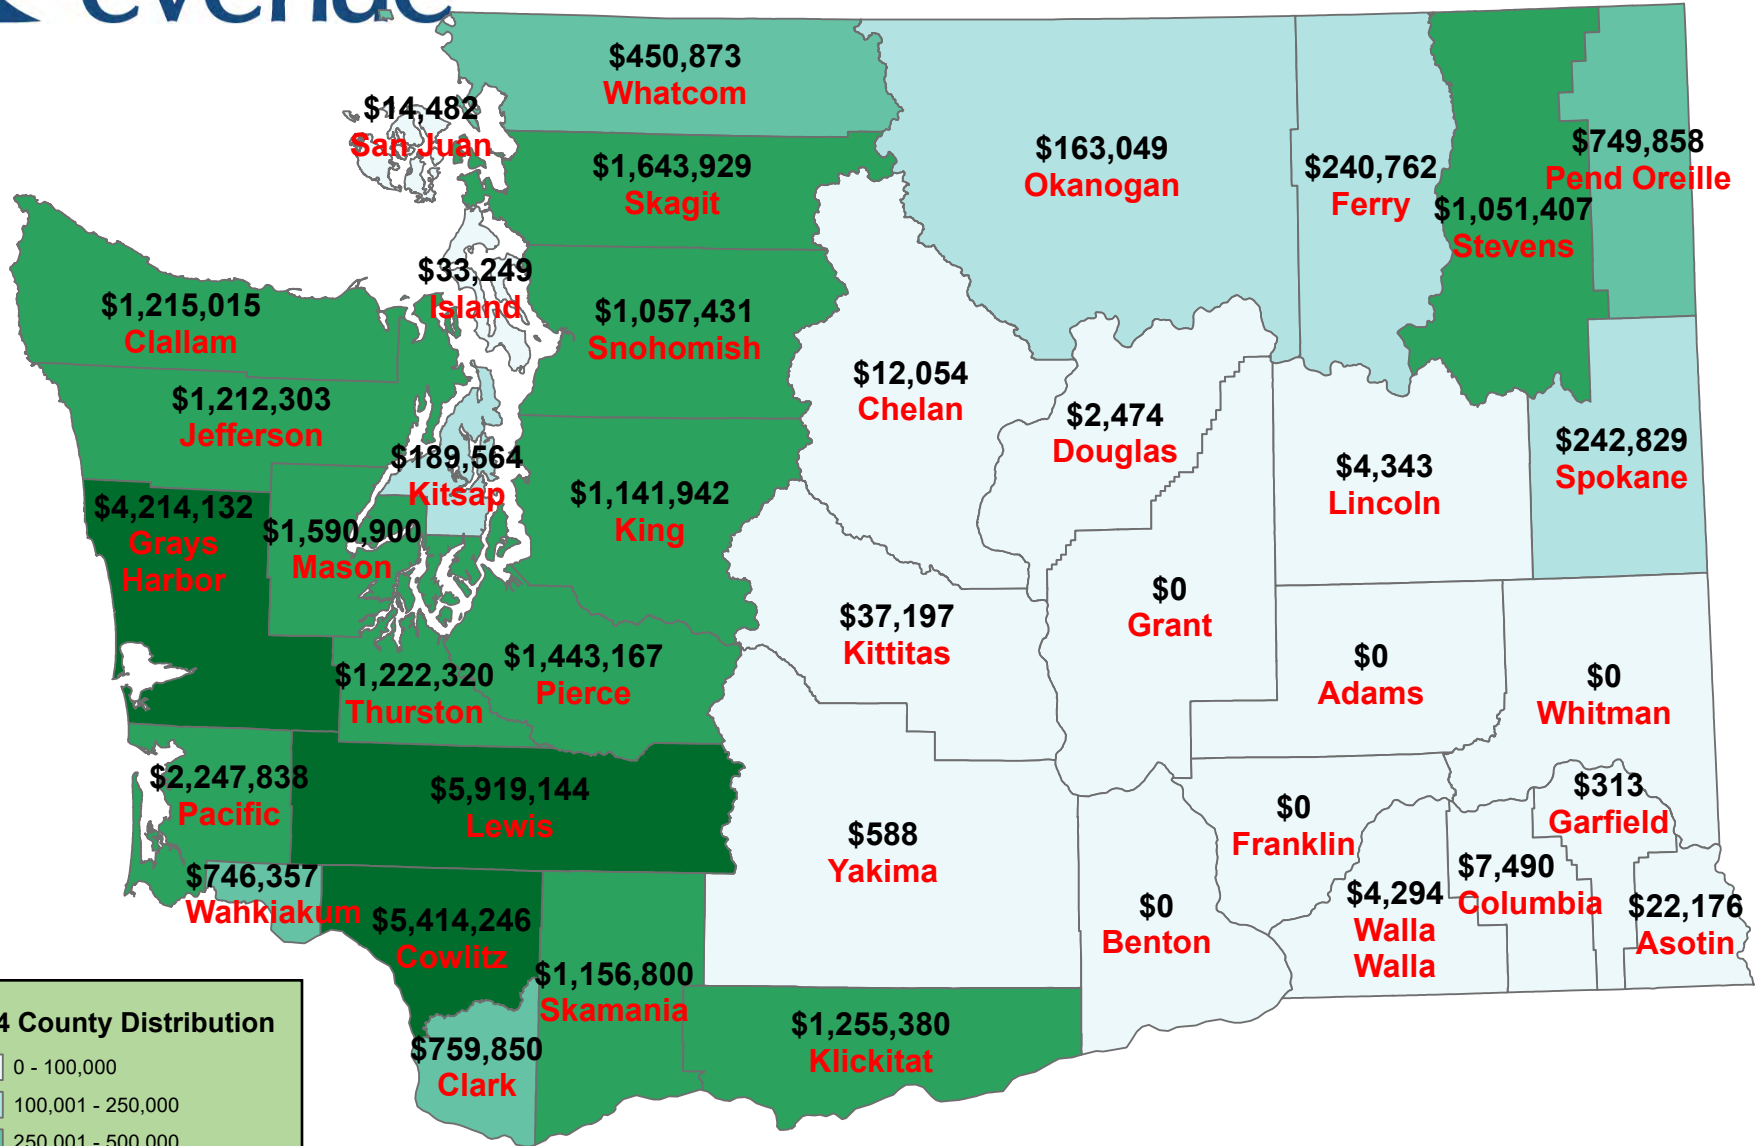 evenue
$450,873
Whatcom
$14,482
San Juan
$1,643,929
Skagit
$163,049
Okanogan
$240,762
Ferry
$749,858
Pend Oreille
$1,051,407
Stevens
$33,249
Island
$1,215,015
Clallam
$1,057,431
Snohomish
$12,054
Chelan
$1,212,303
Jefferson
$2,474
Douglas
$189,564
Kitsap
$4,343
Lincoln
$242,829
Spokane
$4,214,132
Grays
Harbor
$1,590,900
Mason
$1,141,942
King
$37,197
Kittitas
$0
Grant
$0
Adams
$0
Whitman
$1,222,320
Thurston
$1,443,167
Pierce
$2,247,838
Pacific
$5,919,144
Lewis
$588
Yakima
$0
Franklin
$313
Garfield
$746,357
Wahkiakum
$5,414,246
Cowlitz
$0
Benton
$4,294
Walla
Walla
$7,490
Columbia
$22,176
Asotin
$1,156,800
Skamania
$759,850
Clark
$1,255,380
Klickitat
4 County Distribution
0 - 100,000
100,001 - 250,000
250,001 - 500,000